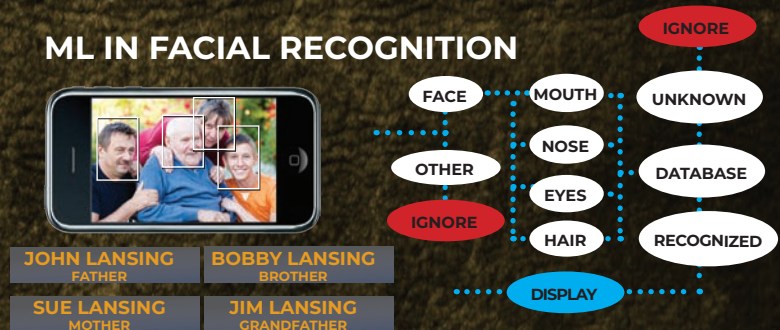 ML IN FACIAL RECOGNITION
IGNORE
FACE
MOUTH
UNKNOWN
NOSE
OTHER
DATABASE
EYES
IGNORE
HAIR
RECOGNIZED
DISPLAY
JOHN LANSING
FATHER
BOBBY LANSING
BROTHER
SUE LANSING
MOTHER
JIM LANSING
GRANDFATHER